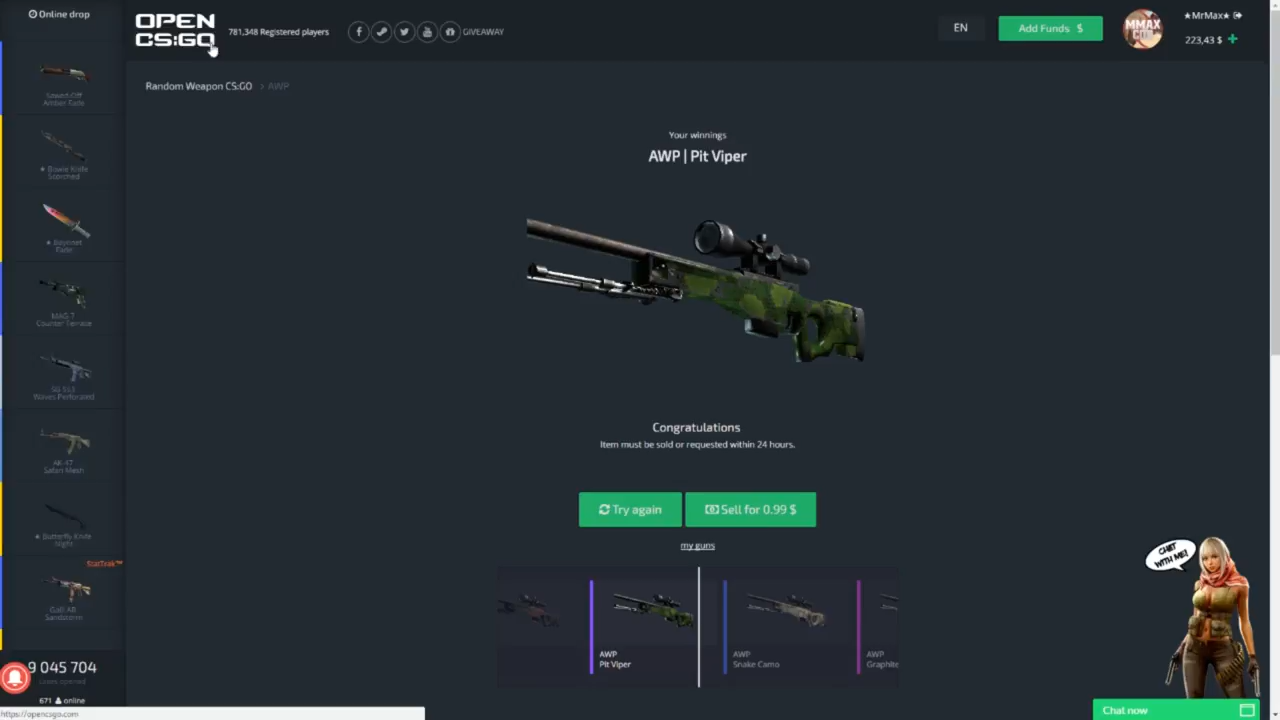 Online drop
OPEN
CS:GO
781,348 Registered players
GIVEAWAY
EN
Add Funds $
MMAX
★MrMax★
223,43 $
Random Weapon CS:GO > AWP
Your winnings
AWP | Pit Viper
Congratulations
Item must be sold or requested within 24 hours.
Try again
Sell for 0.99 $
my guns
AWP
Pit Viper
AWP
Snake Camo
AWP
Graphite
Sawed-Off
Amber Fade
★ Bowie Knife
Scorched
★ Bayonet
Fade
MAG-7
Counter Terrace
SG 553
Waves Perforated
AK-47
Safari Mesh
★ Butterfly Knife
Night
StatTrak™
Galil AR
Sandstorm
9 045 704
671 online
https://opencsgo.com
CHAT
WITH ME!
Chat now